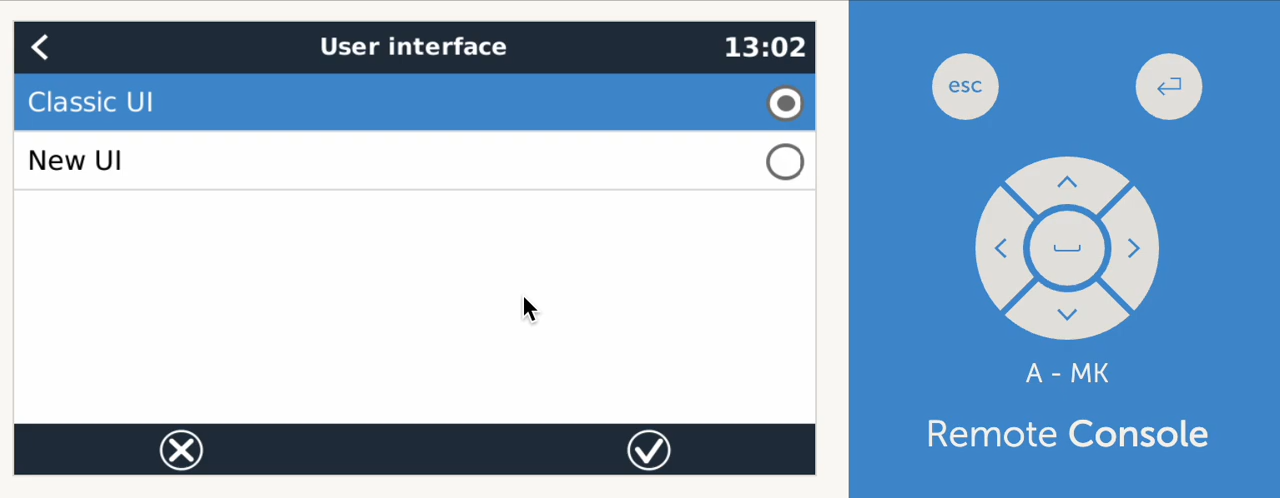 User interface
13:02
Classic UI
New UI
esc
A - MK
Remote Console